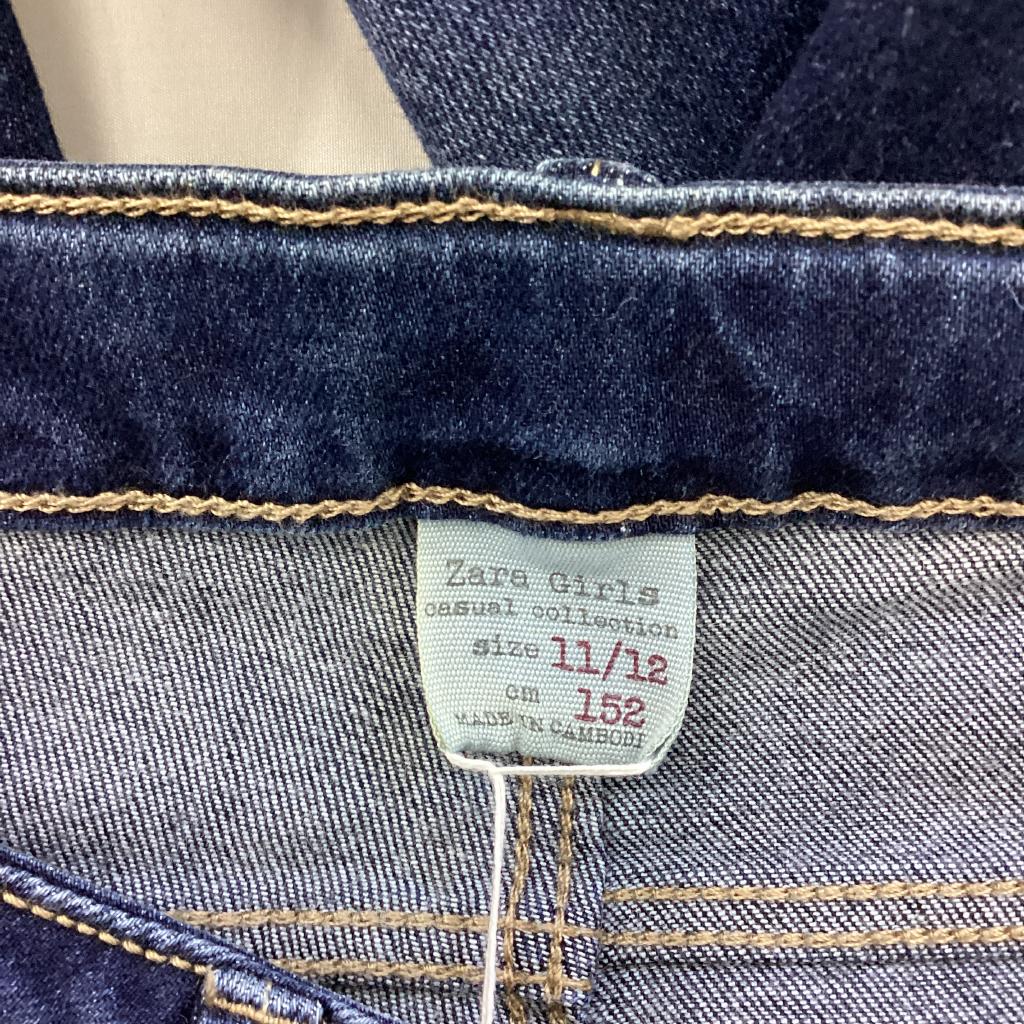 Zara Girls
casual collection
size 11/12
cm 152
MADE IN CAMBODI